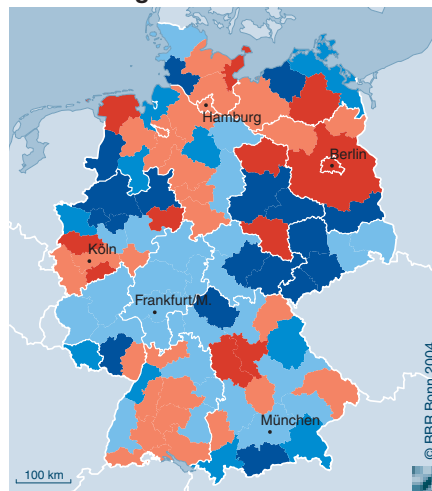 Hamburg
Berlin
Köln
Frankfurt/M.
München
100 km
© BBR Bonn 2004